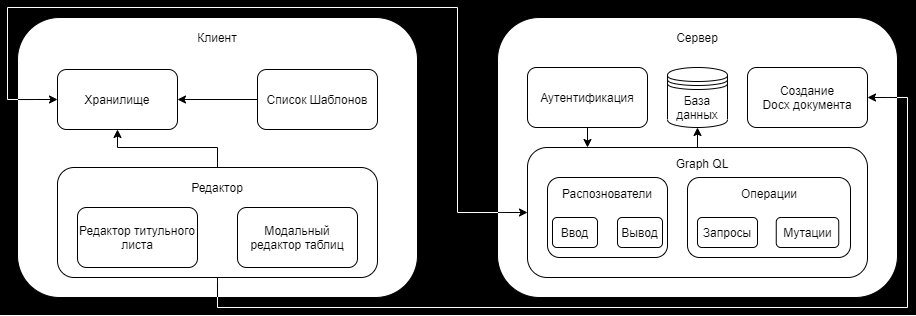 Клиент
Хранилище
Список Шаблонов
Редактор
Редактор титульного
листа
Модальный
редактор таблиц
Сервер
Аутентификация
База
данных
Создание
Docx документа
Graph QL
Распознователи
Ввод
Вывод
Операции
Запросы
Мутации